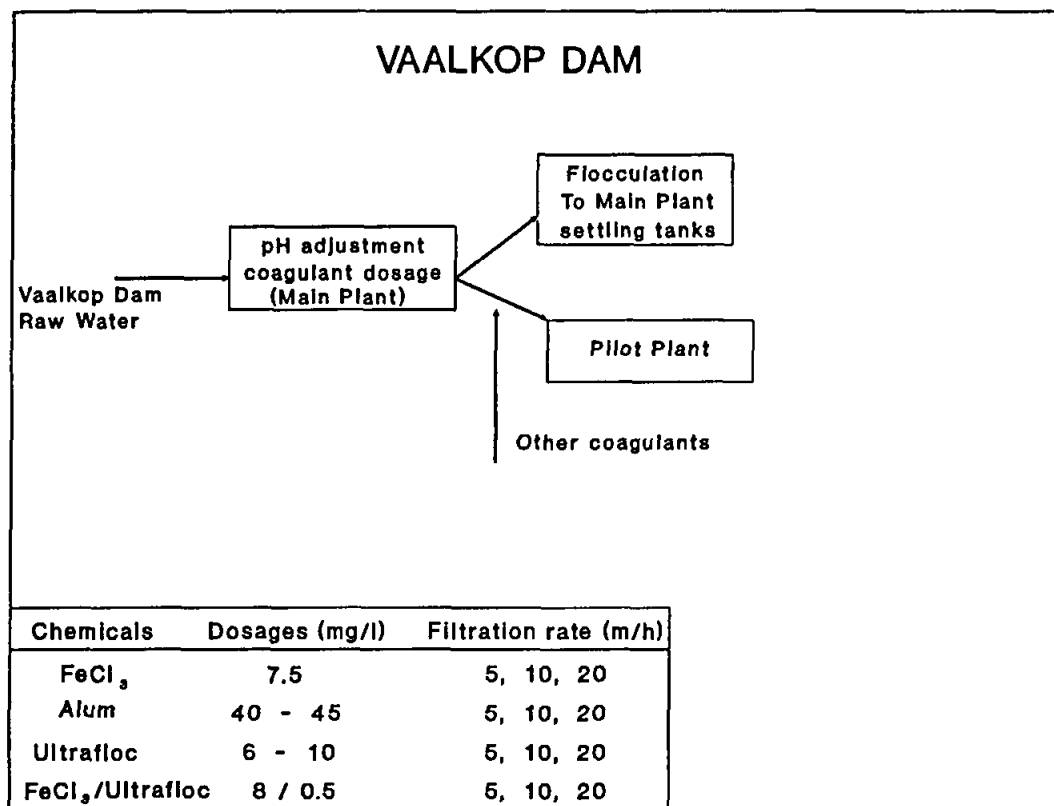 VAALKOP DAM
Flocculation
To Main Plant
settling tanks
pH adjustment
coagulant dosage
(Main Plant)
Vaalkop Dam
Raw Water
Pilot Plant
Other coagulants
Chemicals Dosages (mg/l) Filtration rate (m/h)
FeCl₃ 7.5 5, 10, 20
Alum 40 - 45 5, 10, 20
Ultrafloc 6 - 10 5, 10, 20
FeCl₃/Ultrafloc 8 / 0.5 5, 10, 20